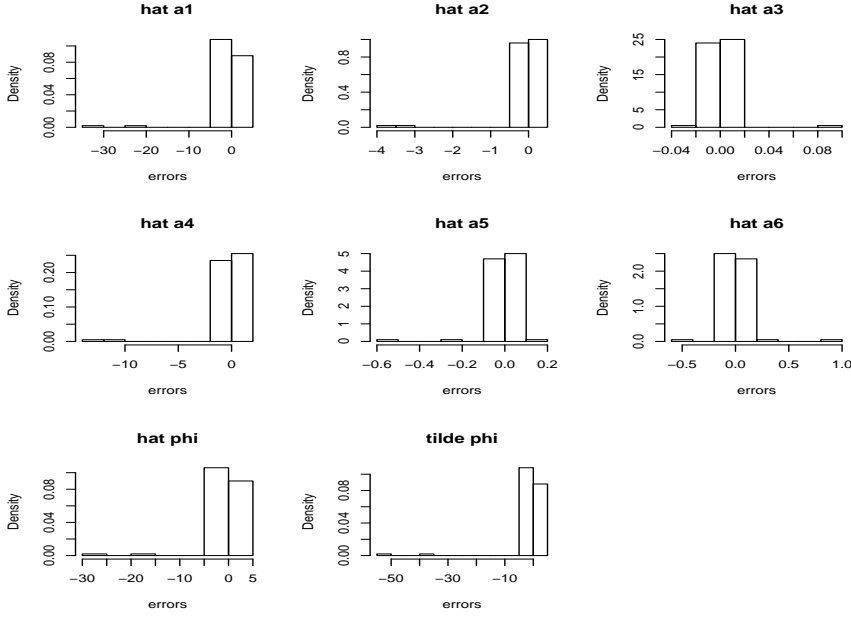 hat a1
hat a2
hat a3
Density
0.00 0.04 0.08
−30 −20 −10 0
errors
Density
0.0 0.4 0.8
−4 −3 −2 −1 0
errors
Density
5 15 25
−0.04 0.00 0.04 0.08
errors
hat a4
hat a5
hat a6
Density
0.00 0.10 0.20
−10 −5 0
errors
Density
0 1 2 3 4 5
−0.6 −0.4 −0.2 0.0 0.2
errors
Density
0.0 1.0 2.0
−0.5 0.0 0.5 1.0
errors
hat phi
tilde phi
Density
0.00 0.04 0.08
−30 −20 −10 0 5
errors
Density
0.00 0.04 0.08
−50 −30 −10
errors